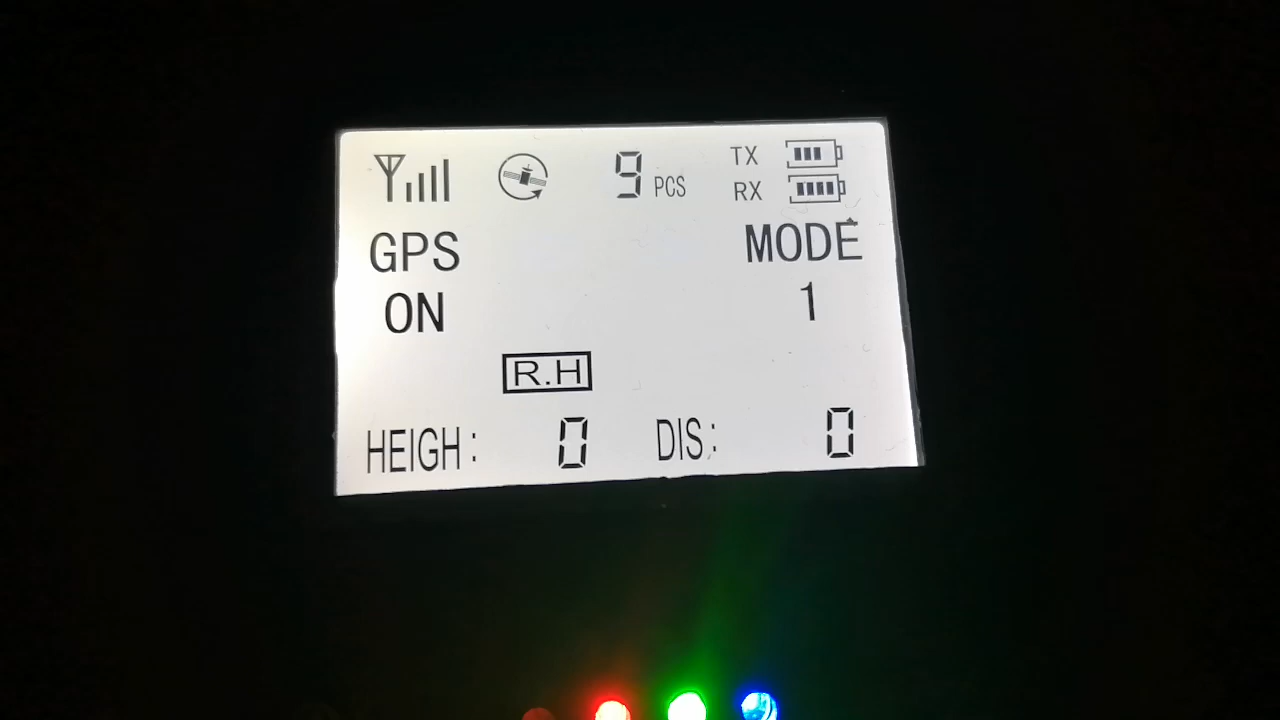 9 PCS TX
RX
GPS MODE
ON 1
R.H
HEIGH: 0 DIS: 0